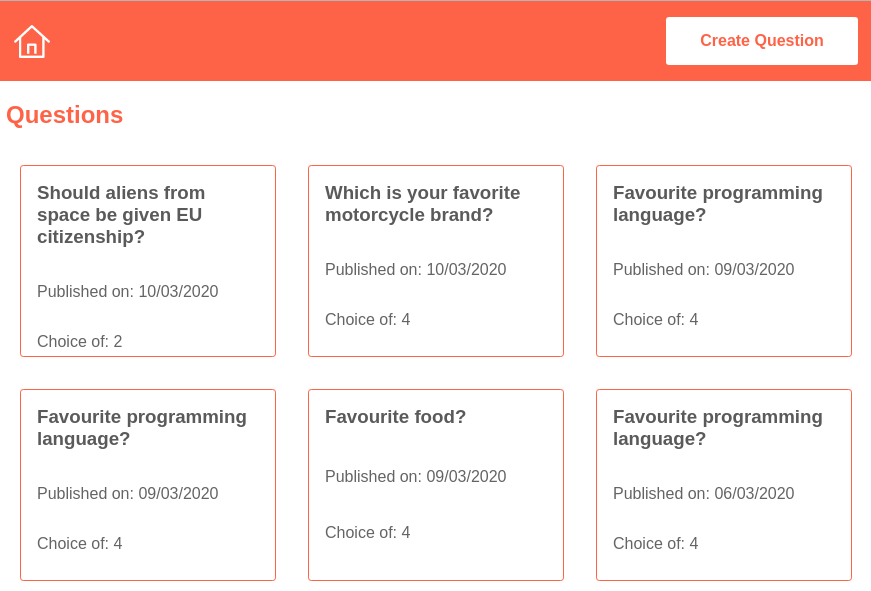 Create Question
Questions
Should aliens from
space be given EU
citizenship?
Published on: 10/03/2020
Choice of: 2
Which is your favorite
motorcycle brand?
Published on: 10/03/2020
Choice of: 4
Favourite programming
language?
Published on: 09/03/2020
Choice of: 4
Favourite programming
language?
Published on: 09/03/2020
Choice of: 4
Favourite food?
Published on: 09/03/2020
Choice of: 4
Favourite programming
language?
Published on: 06/03/2020
Choice of: 4